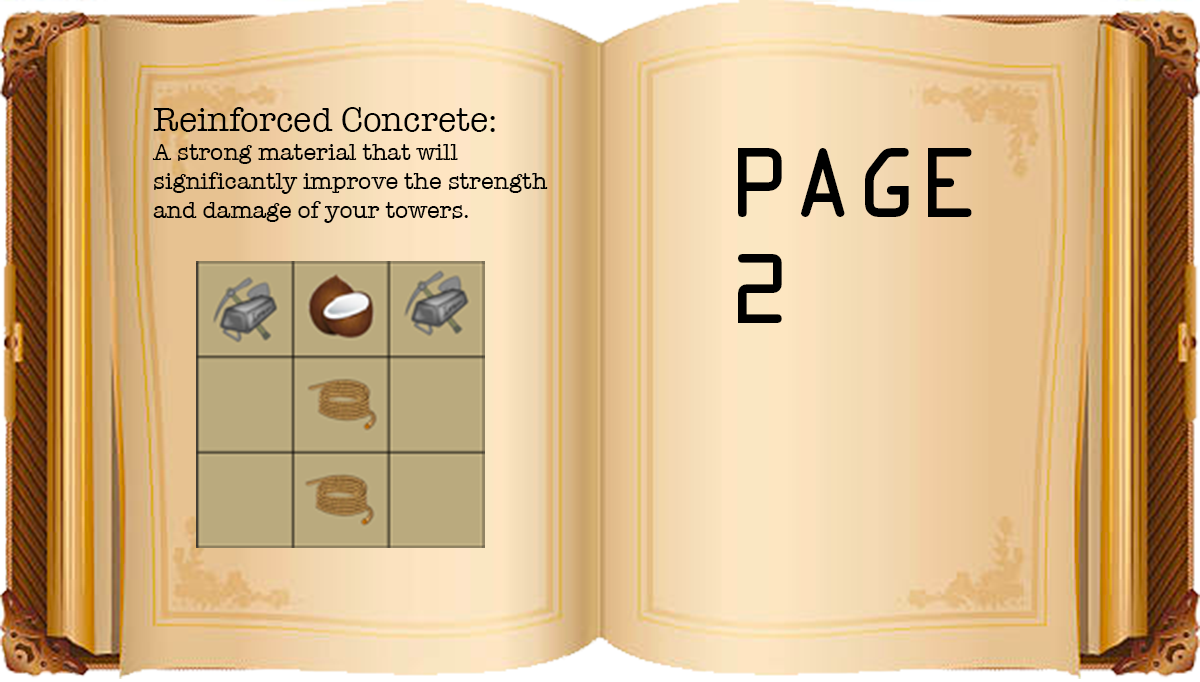 Reinforced Concrete:
A strong material that will
significantly improve the strength
and damage of your towers.
PAGE
2